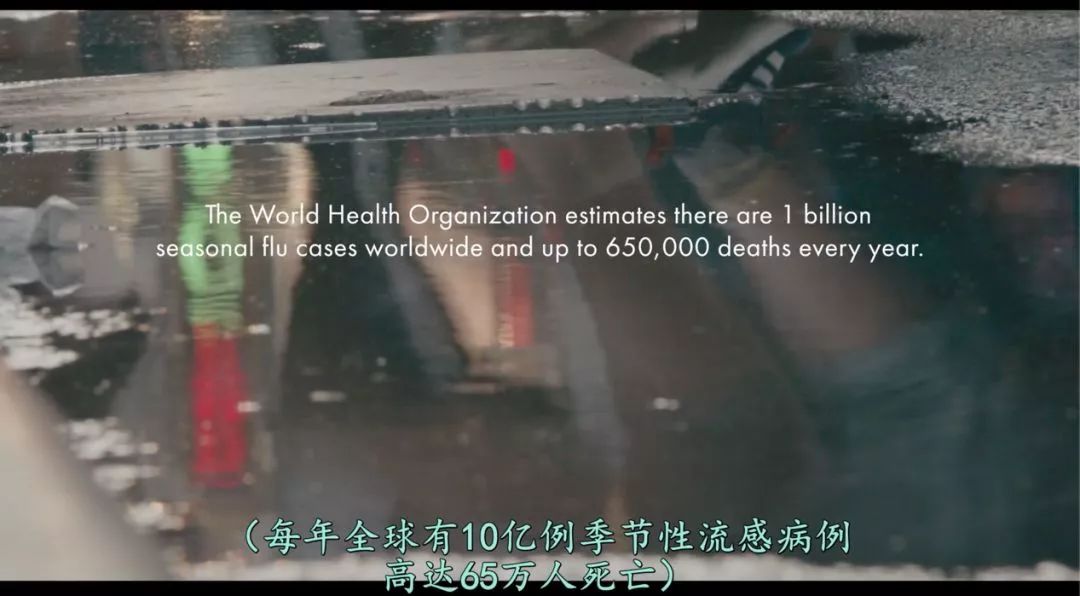 The World Health Organization estimates there are 1 billion
seasonal flu cases worldwide and up to 650,000 deaths every year.
（每年全球有10亿例季节性流感病例
高达65万人死亡）